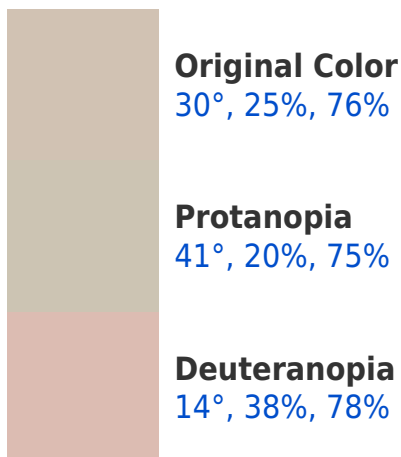 Original Color
30°, 25%, 76%
Protanopia
41°, 20%, 75%
Deuteranopia
14°, 38%, 78%